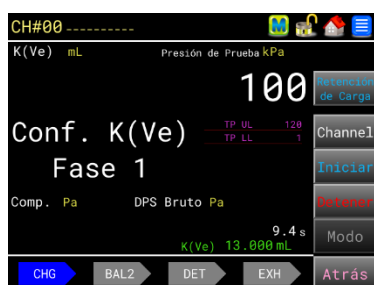 CH#00 ----------
M
K(Ve) mL
Presión de Prueba kPa
100
Retención de Carga
Conf. K(Ve)
TP UL 120
TP LL 1
Channel
Fase 1
Iniciar
Comp. Pa
DPS Bruto Pa
Detener
9.4 s
K(Ve) 13.000 mL
Modo
CHG
BAL2
DET
EXH
Atrás